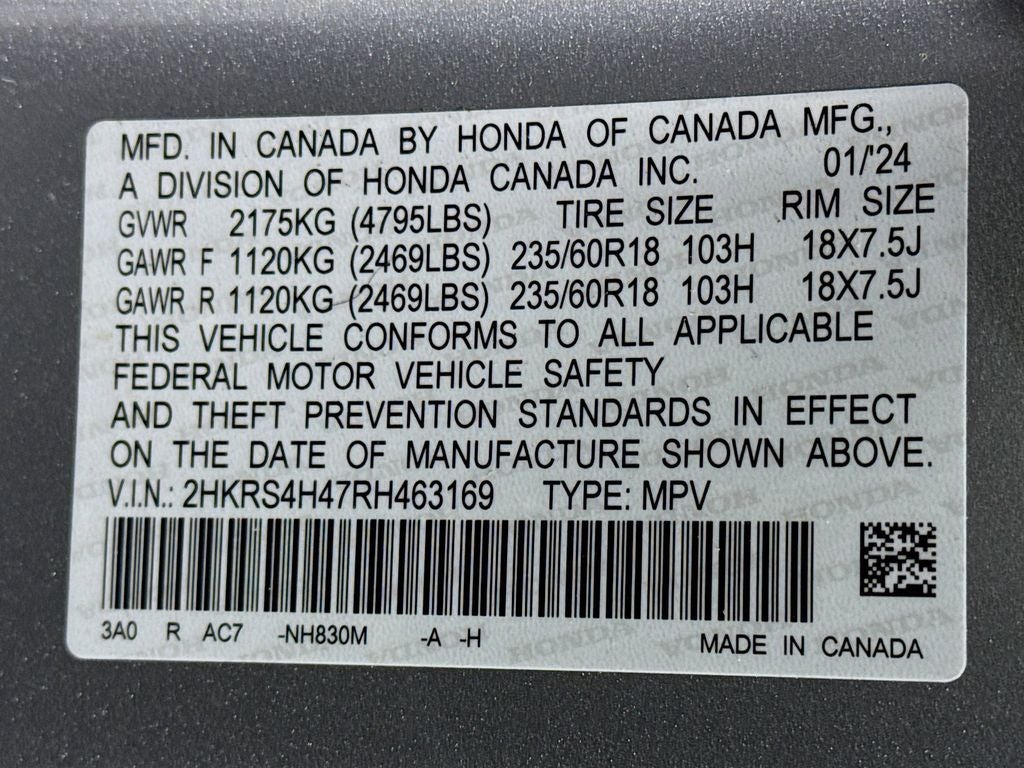 MFD. IN CANADA BY HONDA OF CANADA MFG.,
A DIVISION OF HONDA CANADA INC. 01/'24
GVWR 2175KG (4795LBS) TIRE SIZE RIM SIZE
GAWR F 1120KG (2469LBS) 235/60R18 103H 18X7.5J
GAWR R 1120KG (2469LBS) 235/60R18 103H 18X7.5J
THIS VEHICLE CONFORMS TO ALL APPLICABLE
FEDERAL MOTOR VEHICLE SAFETY
AND THEFT PREVENTION STANDARDS IN EFFECT
ON THE DATE OF MANUFACTURE SHOWN ABOVE.
V.I.N.: 2HKRS4H47RH463169 TYPE: MPV
3A0 R AC7 -NH830M -A -H
MADE IN CANADA